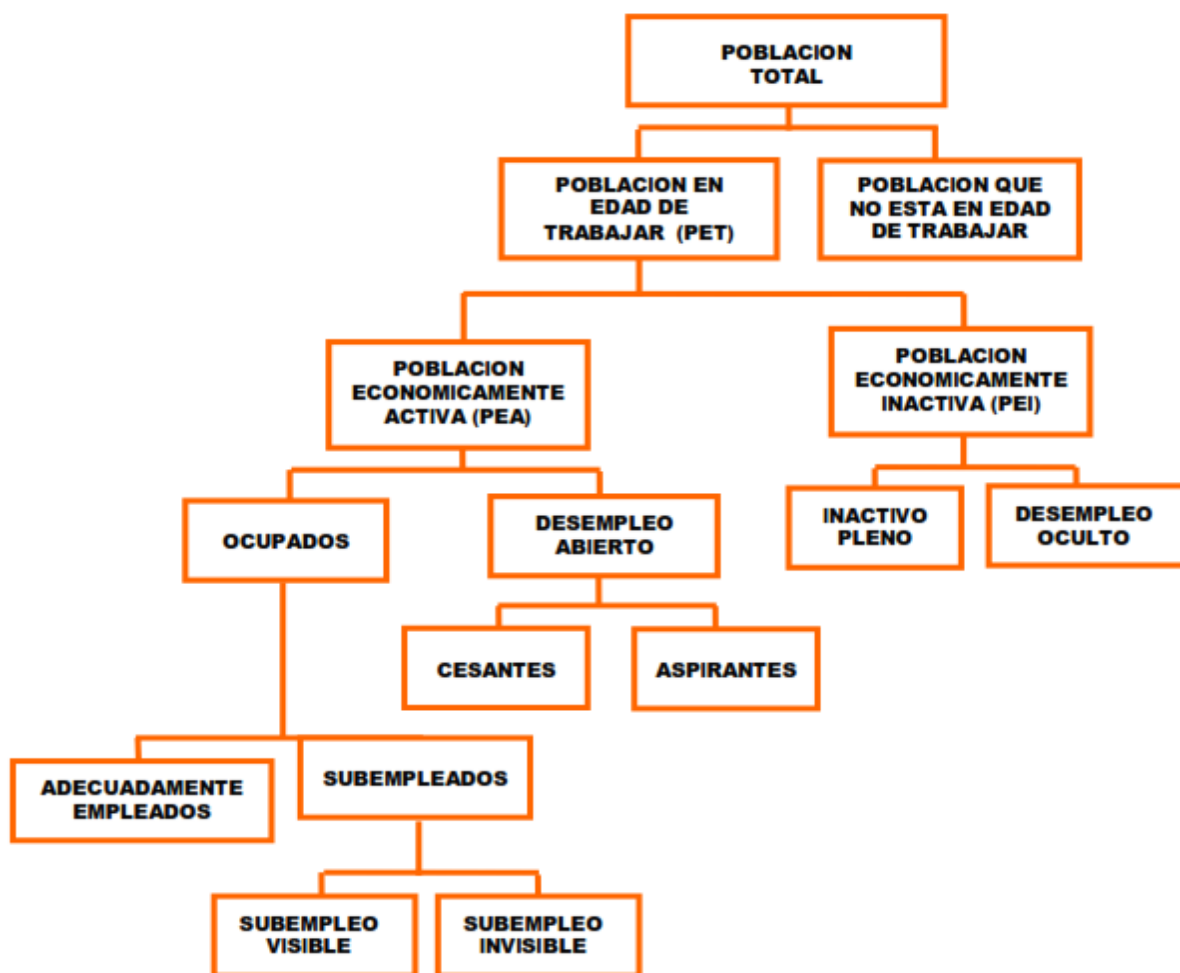 POBLACION
TOTAL
POBLACION EN
EDAD DE
TRABAJAR (PET)
POBLACION QUE
NO ESTA EN EDAD
DE TRABAJAR
POBLACION
ECONOMICAMENTE
ACTIVA (PEA)
POBLACION
ECONOMICAMENTE
INACTIVA (PEI)
OCUPADOS
DESEMPLEO
ABIERTO
INACTIVO
PLENO
DESEMPLEO
OCULTO
CESANTES
ASPIRANTES
ADECUADAMENTE
EMPLEADOS
SUBEMPLEADOS
SUBEMPLEO
VISIBLE
SUBEMPLEO
INVISIBLE